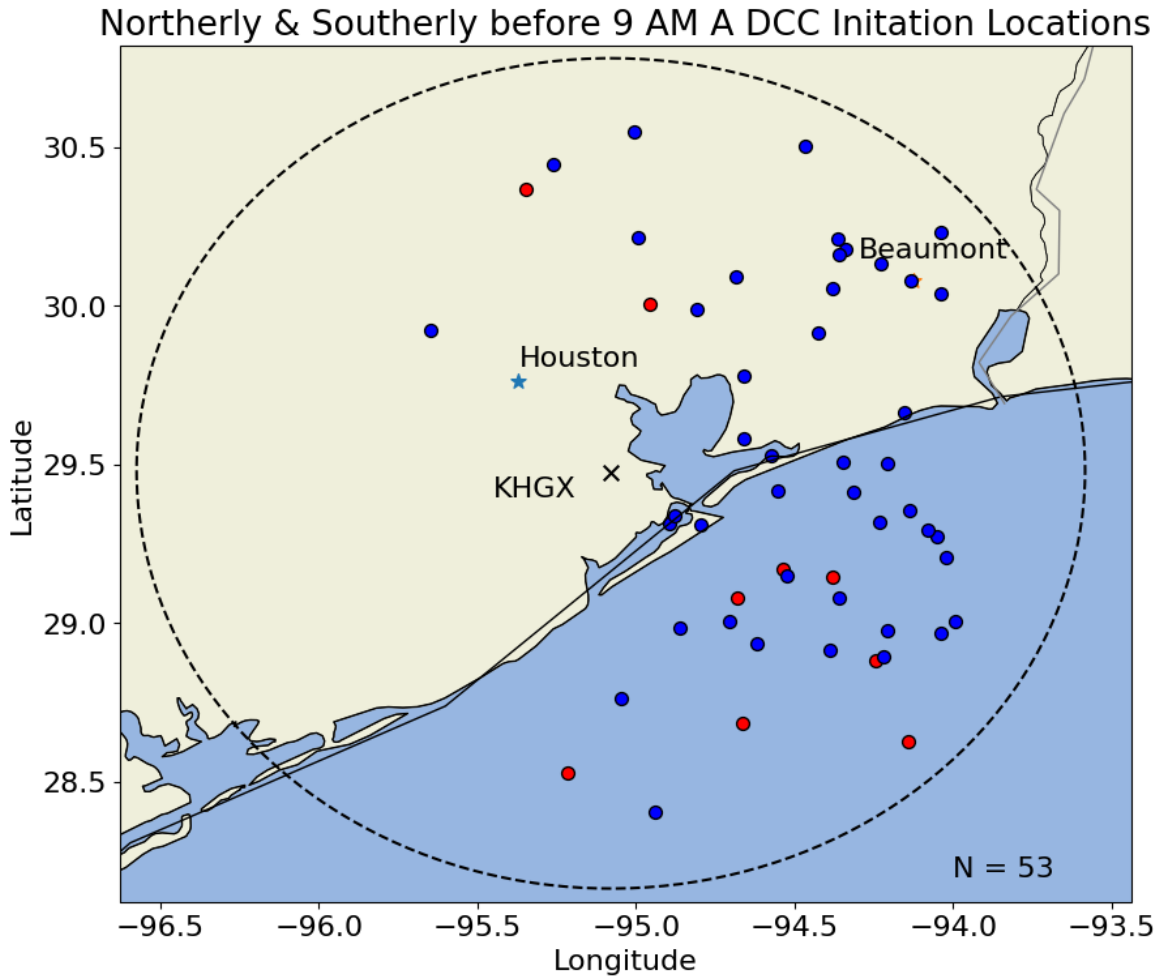 Northerly & Southerly before 9 AM A DCC Initation Locations
30.5
30.0
29.5
29.0
28.5
Latitude
Beaumont
Houston
KHGX
N = 53
−96.5 −96.0 −95.5 −95.0 −94.5 −94.0 −93.5
Longitude